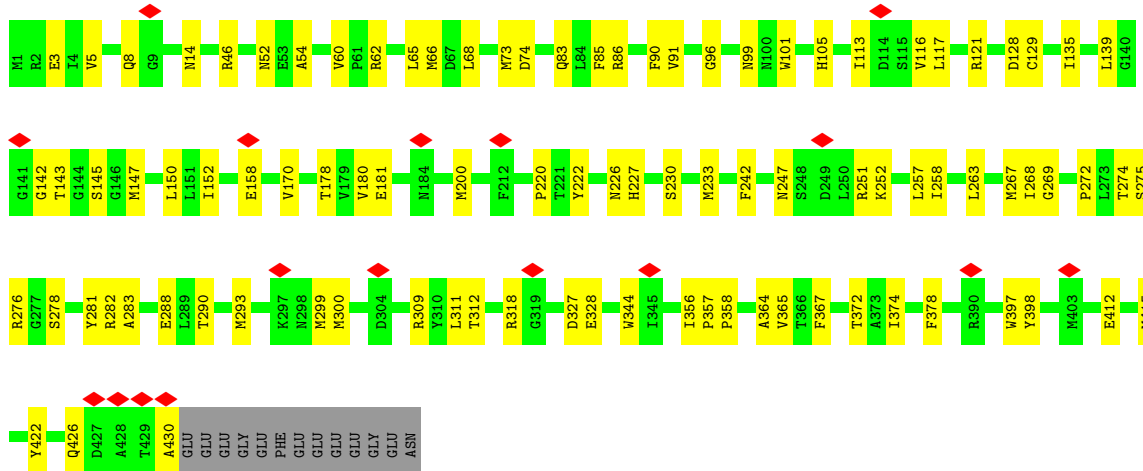 M1 R2 E3 I4 V5 Q8 G9 N14 R46 N52 E53 A54 V60 P61 R62 L65 M66 D67 L68 M73 D74 Q83 L84 F85 R86 F90 V91 G96 N99 N100 W101 H105 I113 D114 S115 V116 L117 R121 D128 C129 I135 L139 G140
G141 G142 T143 G144 S145 G146 M147 L150 L151 I152 E158 V170 T178 V179 V180 E181 N184 M200 F212 P220 T221 Y222 N226 H227 S230 M233 F242 N247 S248 D249 L250 R251 K252 L257 I258 L263 M267 I268 G269 P272 L273 T274 S275
R276 G277 S278 Y281 R282 A283 E288 L289 T290 M293 K297 N298 M299 M300 D304 R309 Y310 L311 T312 R318 G319 D327 E328 W344 I345 I356 P357 P358 A364 V365 T366 F367 T372 A373 I374 F378 R390 W397 Y398 M403 E412
Y422 Q426 D427 A428 T429 A430 GLU GLU GLU GLY GLU PHE GLU GLU GLU GLU GLY GLU ASN